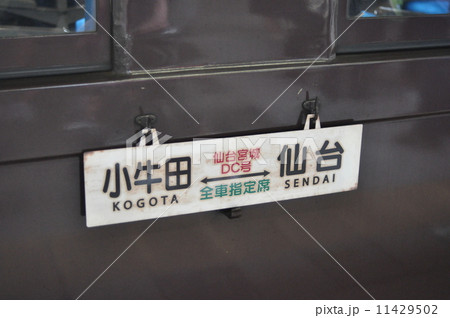 小牛田
KOGOTA
仙台宮城
DC号
全車指定席
仙台
SENDAI
PIXTA
pixta.jp - 11429502